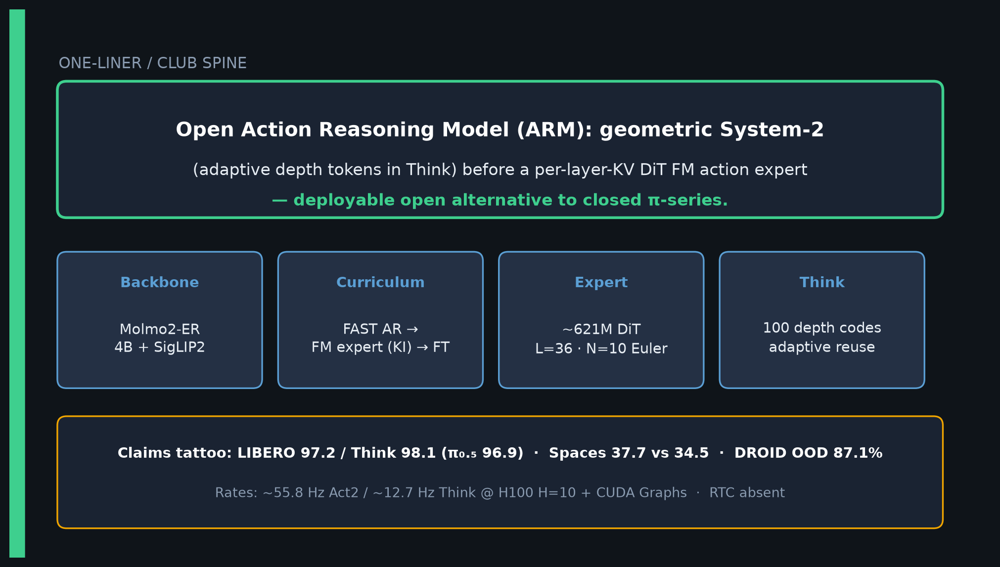 ONE-LINER / CLUB SPINE
Open Action Reasoning Model (ARM): geometric System-2
(adaptive depth tokens in Think) before a per-layer-KV DiT FM action expert
— deployable open alternative to closed π-series.
Backbone
Molmo2-ER
4B + SigLIP2
Curriculum
FAST AR →
FM expert (KI) → FT
Expert
~621M DiT
L=36 · N=10 Euler
Think
100 depth codes
adaptive reuse
Claims tattoo: LIBERO 97.2 / Think 98.1 (π₀.₅ 96.9) · Spaces 37.7 vs 34.5 · DROID OOD 87.1%
Rates: ~55.8 Hz Act2 / ~12.7 Hz Think @ H100 H=10 + CUDA Graphs · RTC absent